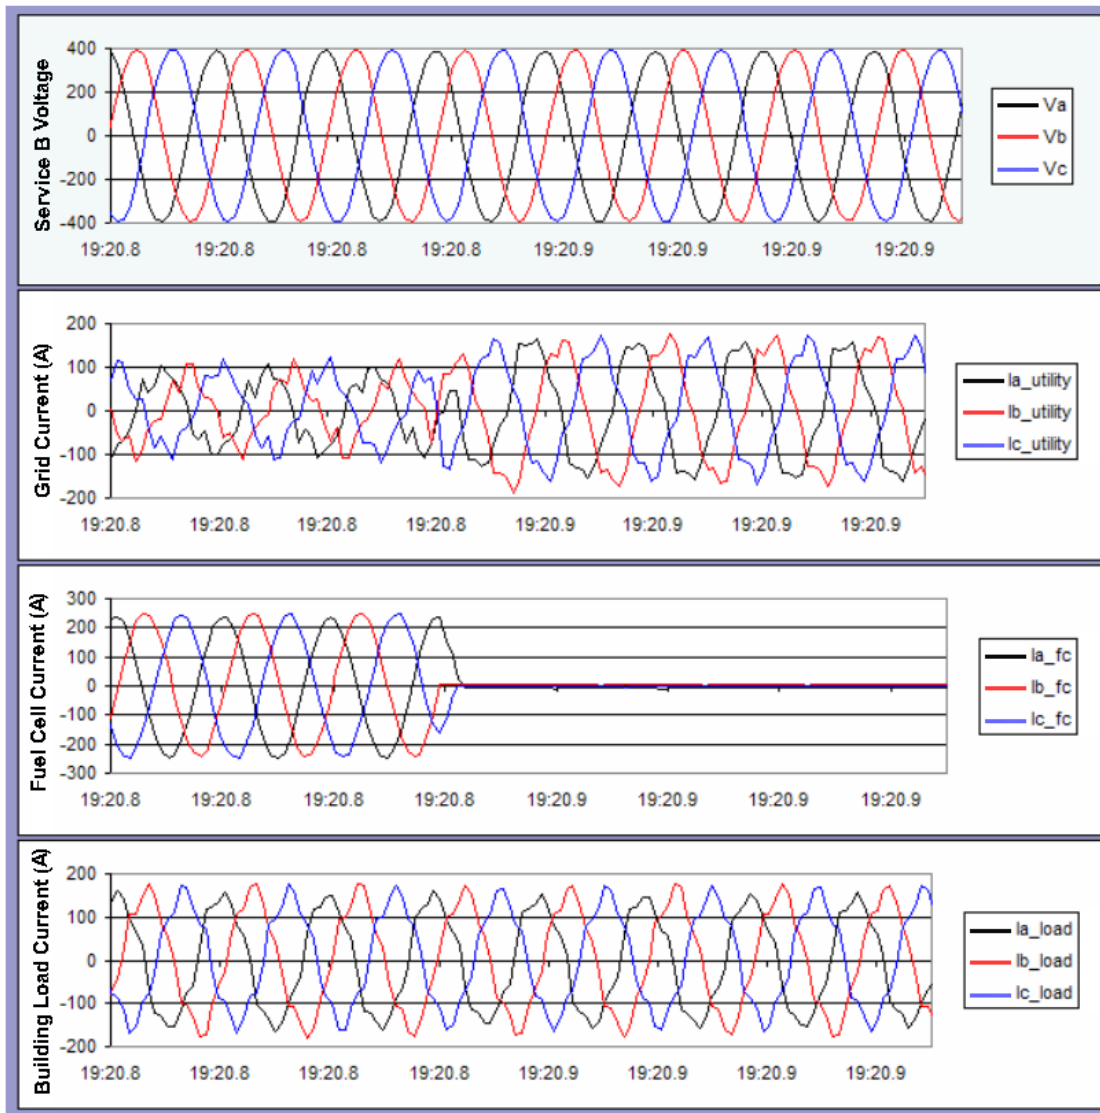 Service B Voltage
400
200
0
-200
-400
19:20.8 19:20.8 19:20.8 19:20.8 19:20.9 19:20.9 19:20.9 19:20.9
Va
Vb
Vc
Grid Current (A)
200
100
0
-100
-200
19:20.8 19:20.8 19:20.8 19:20.8 19:20.9 19:20.9 19:20.9 19:20.9
Ia_utility
Ib_utility
Ic_utility
Fuel Cell Current (A)
300
200
100
0
-100
-200
-300
19:20.8 19:20.8 19:20.8 19:20.8 19:20.9 19:20.9 19:20.9 19:20.9
Ia_fc
Ib_fc
Ic_fc
Building Load Current (A)
200
100
0
-100
-200
19:20.8 19:20.8 19:20.8 19:20.8 19:20.9 19:20.9 19:20.9 19:20.9
Ia_load
Ib_load
Ic_load